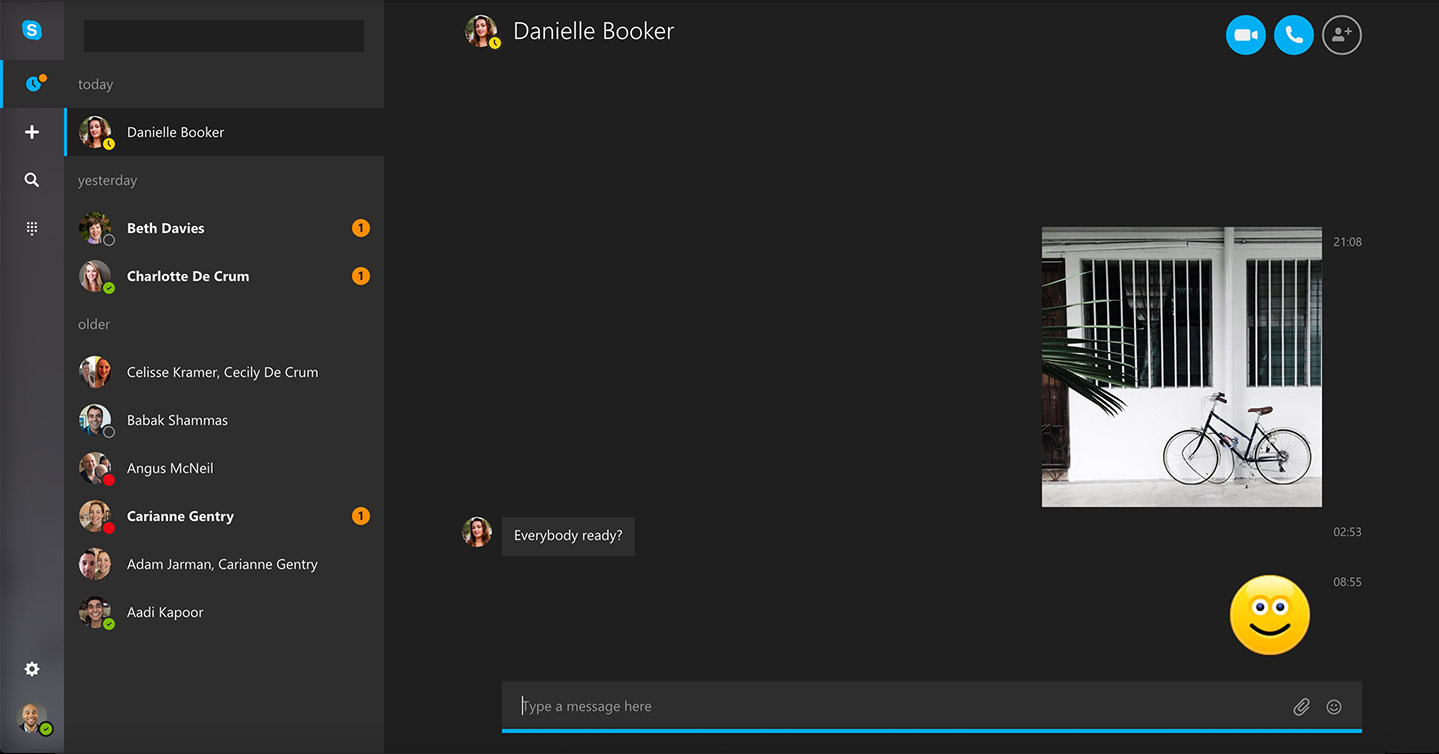 S
Danielle Booker
today
Danielle Booker
yesterday
Beth Davies 1
Charlotte De Crum 1
older
Celisse Kramer, Cecily De Crum
Babak Shammas
Angus McNeil
Carianne Gentry 1
Adam Jarman, Carianne Gentry
Aadi Kapoor
21:08
Everybody ready? 02:53
08:55
Type a message here